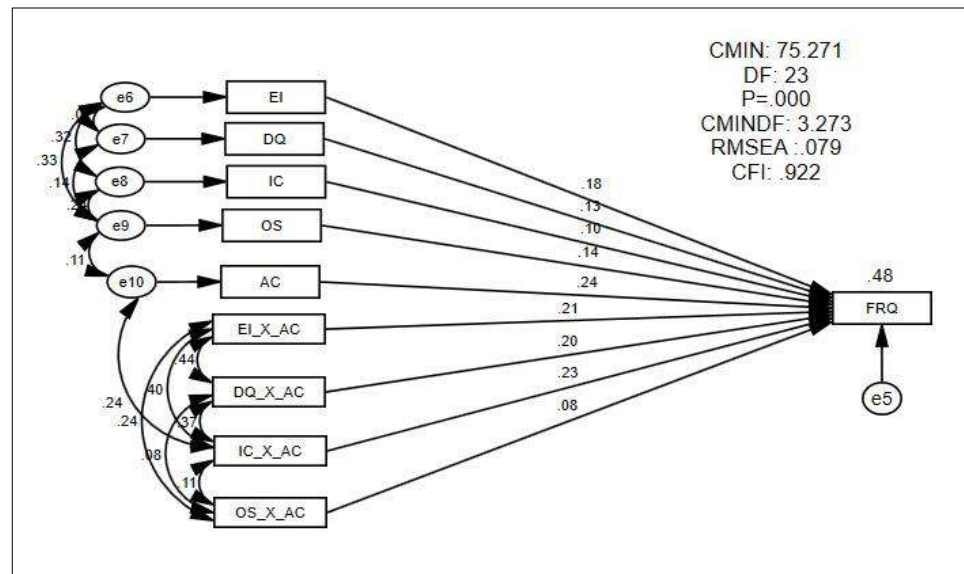 CMIN: 75.271
DF: 23
P=.000
CMINDF: 3.273
RMSEA :.079
CFI: .922
e6
EI
e7
DQ
.32
.33
e8
IC
.14
e9
OS
.11
e10
AC
.18
.13
.10
.14
.24
.48
FRQ
e5
EI_X_AC
.21
.44
DQ_X_AC
.20
.40
.37
IC_X_AC
.23
.24
.24
.08
.11
OS_X_AC
.08